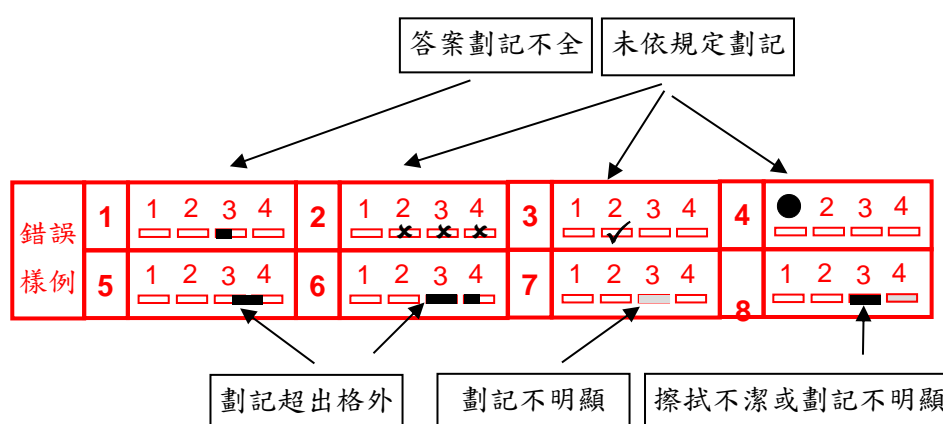 答案劃記不全 未依規定劃記
錯誤樣例
1 1 2 3 4 2 1 2 3 4 3 1 2 3 4 4 2 3 4
5 1 2 3 4 6 1 2 3 4 7 1 2 3 4 8 1 2 3 4
劃記超出格外 劃記不明顯 擦拭不潔或劃記不明顯